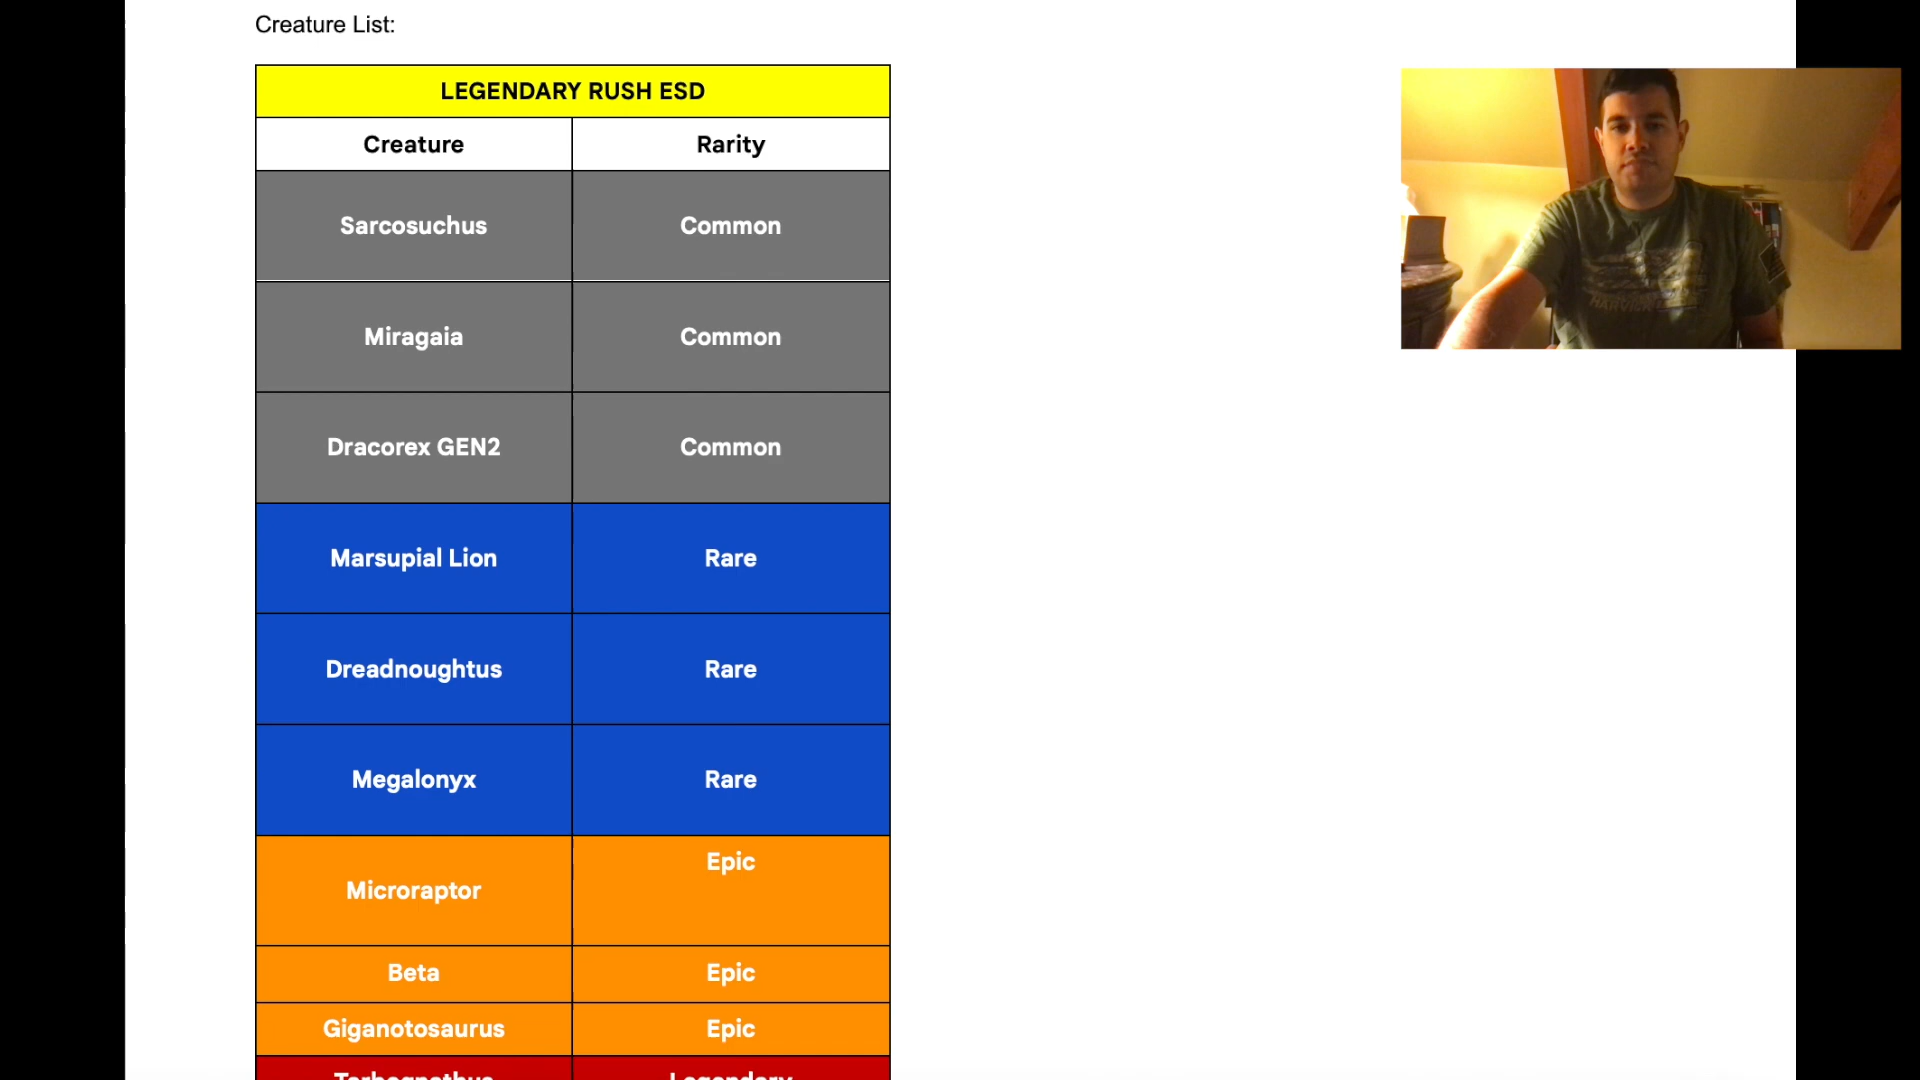 Creature List:
LEGENDARY RUSH ESD
Creature Rarity
Sarcosuchus Common
Miragaia Common
Dracorex GEN2 Common
Marsupial Lion Rare
Dreadnoughtus Rare
Megalonyx Rare
Microraptor Epic
Beta Epic
Giganotosaurus Epic
Legendary